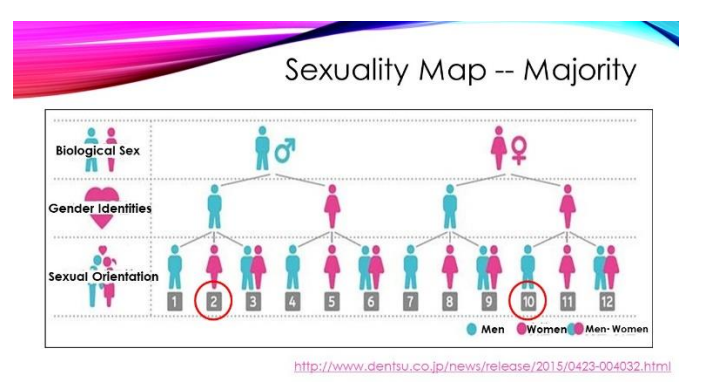 Sexuality Map -- Majority
Biological Sex
Gender Identities
Sexual Orientation
1 2 3 4 5 6 7 8 9 10 11 12
Men Women Men- Women
http://www.dentsu.co.jp/news/release/2015/0423-004032.html